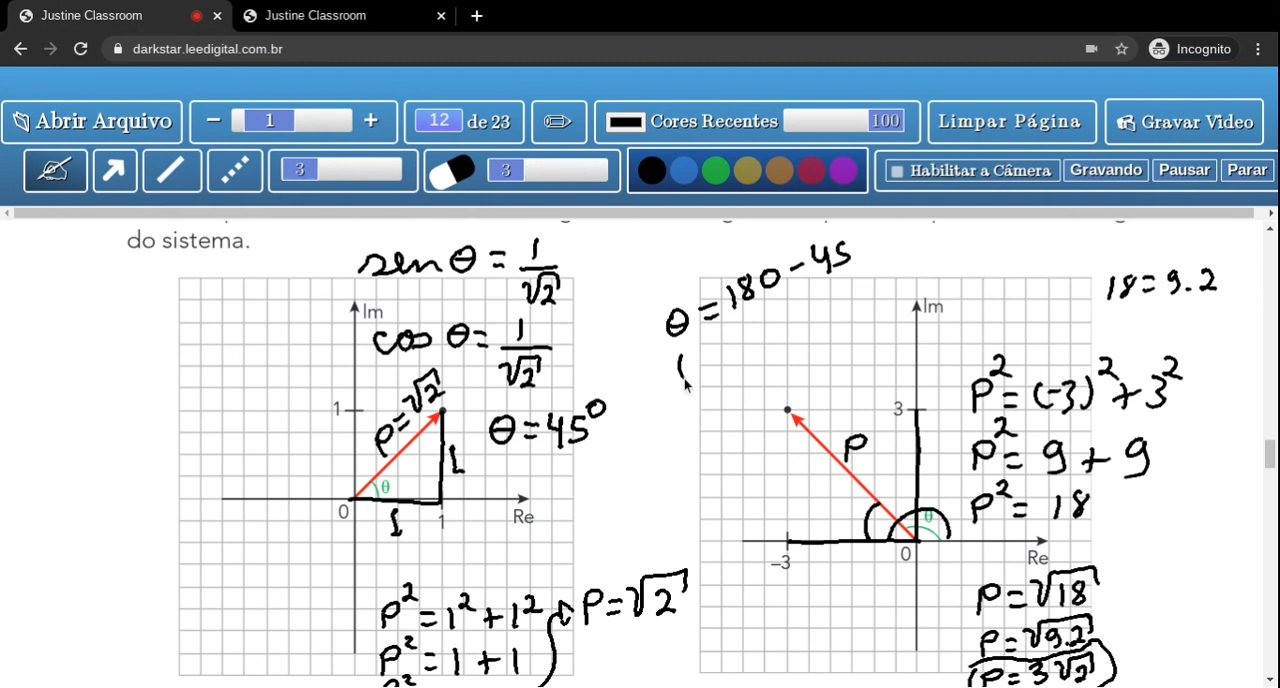 Justine Classroom
Justine Classroom
darkstar.leedigital.com.br
Incognito
Abrir Arquivo
− 1 +
12 de 23
Cores Recentes 100
Limpar Página
Gravar Video
3
3
Habilitar a Câmera
Gravando
Pausar
Parar
do sistema.
sen θ = 1/√2
cos θ = 1/√2
θ = 45°
Im
1
ρ = √2
θ
1
0
1
1
Re
ρ² = 1² + 1²
ρ = √2
ρ² = 1 + 1
θ = 180 - 45
18 = 9.2
Im
3
ρ
θ
-3
0
Re
ρ² = (-3)² + 3²
ρ² = 9 + 9
ρ² = 18
ρ = √18
ρ = √9.2
ρ = 3√2